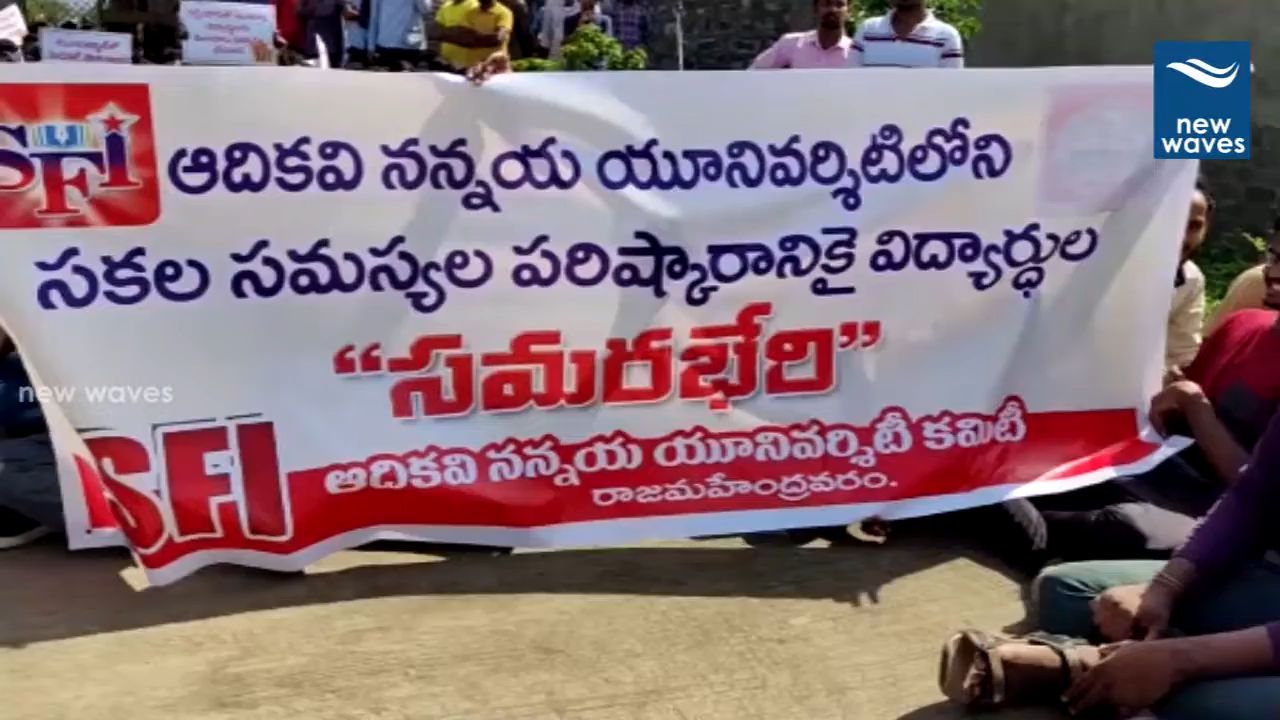 SFI
ఆదికవి నన్నయ యూనివర్శిటిలోని
సకల సమస్యల పరిష్కారానికై విద్యార్ధుల
“సమరభేరి”
SFI
ఆదికవి నన్నయ యూనివర్శిటీ కమిటీ
రాజమహేంద్రవరం.
new waves
new
waves